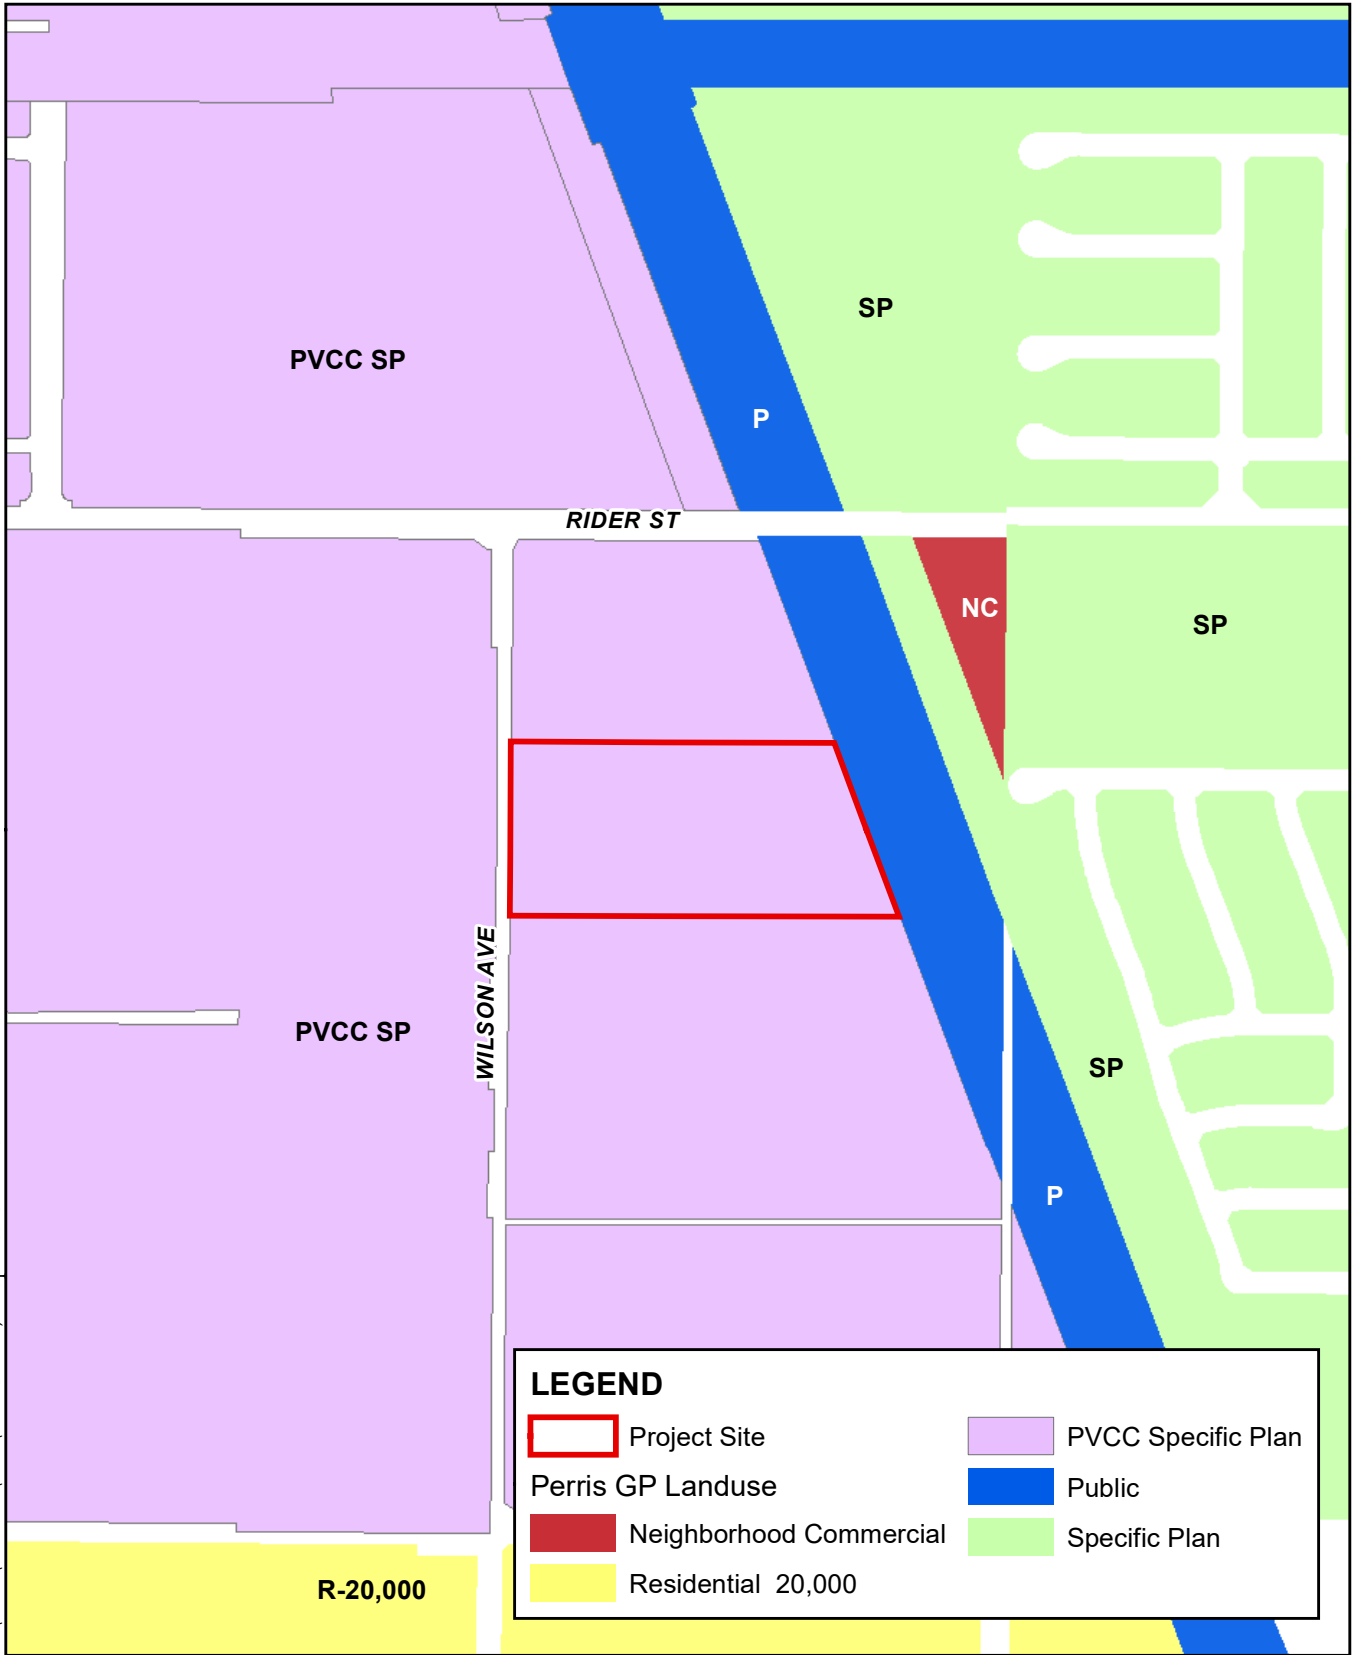 SP
PVCC SP
P
RIDER ST
NC
SP
WILSON AVE
PVCC SP
SP
P
LEGEND
Project Site
Perris GP Landuse
Neighborhood Commercial
Residential 20,000
PVCC Specific Plan
Public
Specific Plan
R-20,000